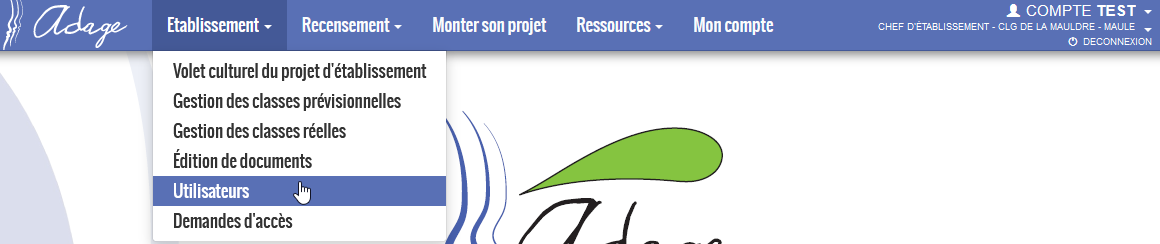 Adage
Etablissement
Recensement
Monter son projet
Ressources
Mon compte
COMPTE TEST
CHEF D'ÉTABLISSEMENT - CLG DE LA MAULDRE - MAULE
DECONNEXION
Volet culturel du projet d'établissement
Gestion des classes prévisionnelles
Gestion des classes réelles
Édition de documents
Utilisateurs
Demandes d'accès
Adage